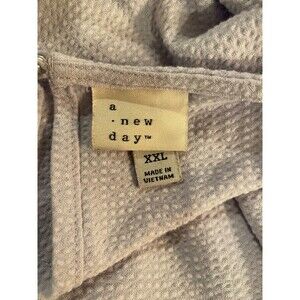 a
· new
day™
XXL
MADE IN
VIETNAM